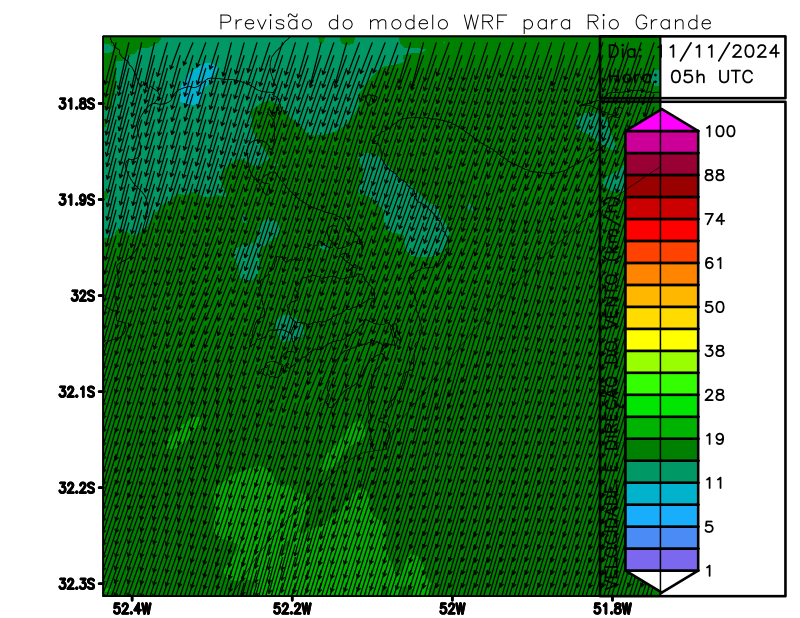 Previsão do modelo WRF para Rio Grande
Dia: 11/11/2024
Hora: 05h UTC
31.8S
31.9S
32S
32.1S
32.2S
32.3S
52.4W
52.2W
52W
51.8W
VELOCIDADE E DIREÇÃO DO VENTO (km/h)
100
88
74
61
50
38
28
19
11
5
1